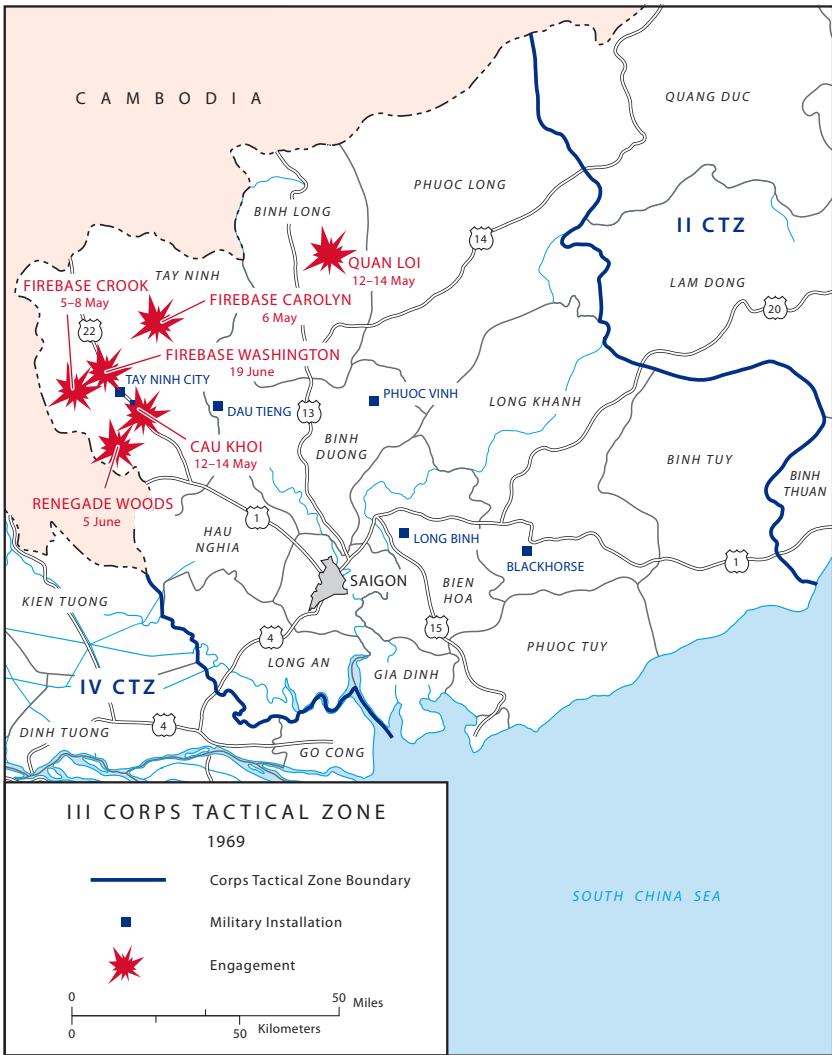 CAMBODIA
QUANG DUC
PHUOC LONG
BINH LONG
II CTZ
14
QUAN LOI
12–14 May
TAY NINH
FIREBASE CROOK
5–8 May
FIREBASE CAROLYN
6 May
LAM DONG
20
22
FIREBASE WASHINGTON
19 June
TAY NINH CITY
DAU TIENG
13
PHUOC VINH
LONG KHANH
CAU KHOI
12–14 May
BINH
DUONG
BINH TUY
BINH
THUAN
RENEGADE WOODS
5 June
1
HAU
NGHIA
LONG BINH
BLACKHORSE
1
SAIGON
BIEN
HOA
KIEN TUONG
15
4
PHUOC TUY
LONG AN
GIA DINH
IV CTZ
4
DINH TUONG
GO CONG
III CORPS TACTICAL ZONE
1969
Corps Tactical Zone Boundary
Military Installation
Engagement
0 50 Miles
0 50 Kilometers
SOUTH CHINA SEA